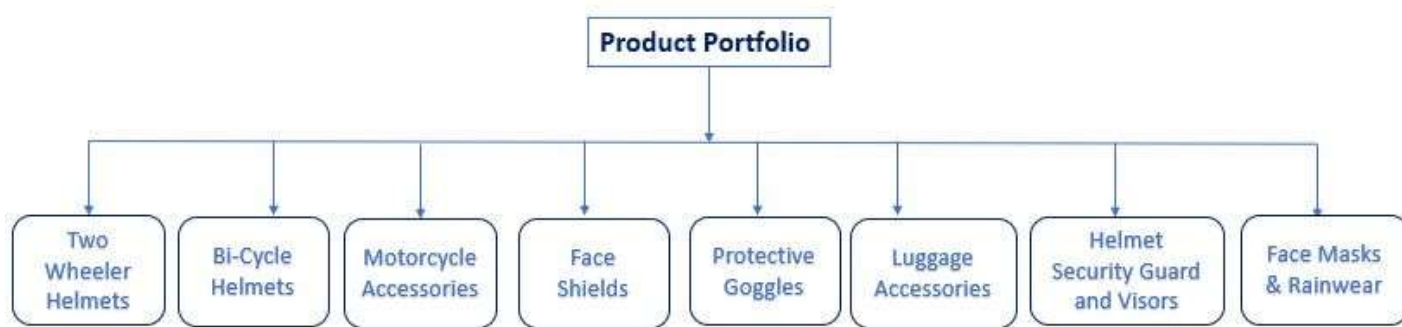 Product Portfolio
Two
Wheeler
Helmets
Bi-Cycle
Helmets
Motorcycle
Accessories
Face
Shields
Protective
Goggles
Luggage
Accessories
Helmet
Security Guard
and Visors
Face Masks
& Rainwear